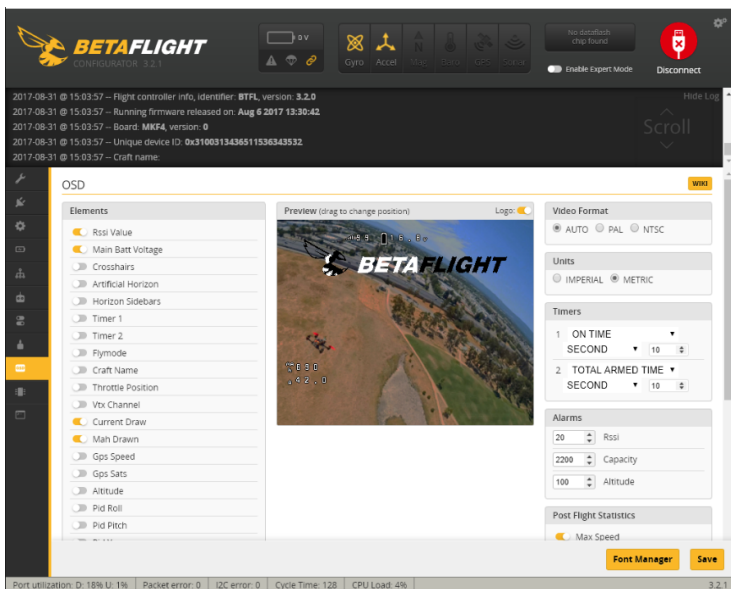 BETAFLIGHT
CONFIGURATOR 3.2.1
0 V
Gyro Accel Mag Baro GPS Sonar
No dataflash
chip found
Enable Expert Mode
Disconnect
2017-08-31 @ 15:03:57 -- Flight controller info, identifier: BTFL, version: 3.2.0
Hide Log
2017-08-31 @ 15:03:57 -- Running firmware released on: Aug 6 2017 13:30:42
2017-08-31 @ 15:03:57 -- Board: MKF4, version: 0
2017-08-31 @ 15:03:57 -- Unique device ID: 0x3100313436511536343532
2017-08-31 @ 15:03:57 -- Craft name:
Scroll
OSD
WIKI
Elements
Rssi Value
Main Batt Voltage
Crosshairs
Artificial Horizon
Horizon Sidebars
Timer 1
Timer 2
Flymode
Craft Name
Throttle Position
Vtx Channel
Current Draw
Mah Drawn
Gps Speed
Gps Sats
Altitude
Pid Roll
Pid Pitch
Preview (drag to change position)
Logo:
BETAFLIGHT
Video Format
AUTO PAL NTSC
Units
IMPERIAL METRIC
Timers
1 ON TIME
SECOND 10
2 TOTAL ARMED TIME
SECOND 10
Alarms
20 Rssi
2200 Capacity
100 Altitude
Post Flight Statistics
Max Speed
Font Manager
Save
Port utilization: D: 18% U: 1% Packet error: 0 I2C error: 0 Cycle Time: 128 CPU Load: 4%
3.2.1